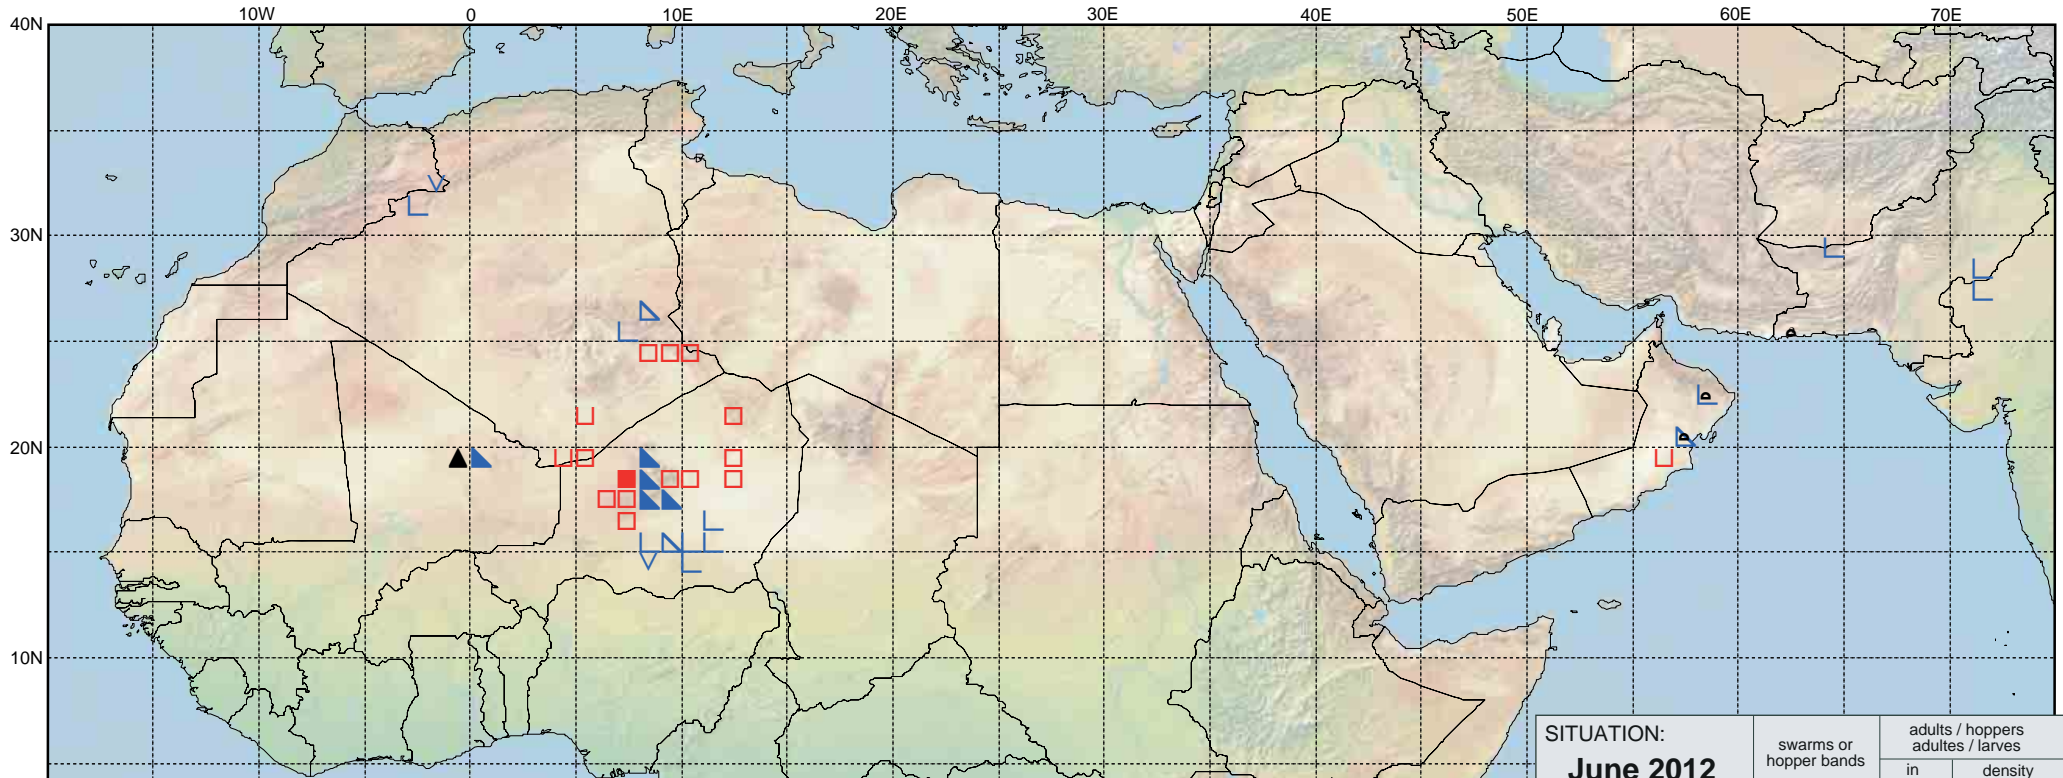 10W 0 10E 20E 30E 40E 50E 60E 70E
40N
30N
20N
10N
D
D
D
SITUATION:
June 2012
swarms or
hopper bands
adults / hoppers
adultes / larves
in
density